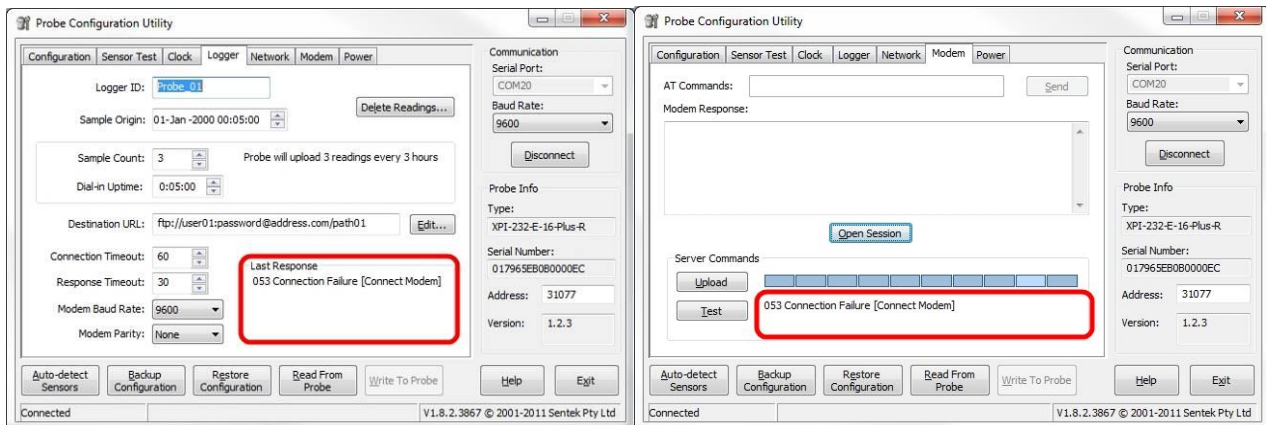 Probe Configuration Utility
Configuration Sensor Test Clock Logger Network Modem Power
Logger ID: Probe_01
Delete Readings...
Sample Origin: 01-Jan -2000 00:05:00
Sample Count: 3 Probe will upload 3 readings every 3 hours
Dial-in Uptime: 0:05:00
Destination URL: ftp://user01:password@address.com/path01 Edit...
Connection Timeout: 60
Response Timeout: 30
Modem Baud Rate: 9600
Modem Parity: None
Last Response
053 Connection Failure [Connect Modem]
Communication
Serial Port:
COM20
Baud Rate:
9600
Disconnect
Probe Info
Type:
XPI-232-E-16-Plus-R
Serial Number:
017965EB0B0000EC
Address: 31077
Version: 1.2.3
Auto-detect Sensors Backup Configuration Restore Configuration Read From Probe Write To Probe Help Exit
Connected V1.8.2.3867 © 2001-2011 Sentek Pty Ltd
Probe Configuration Utility
Configuration Sensor Test Clock Logger Network Modem Power
AT Commands: Send
Modem Response:
Open Session
Server Commands
Upload
Test
053 Connection Failure [Connect Modem]
Communication
Serial Port:
COM20
Baud Rate:
9600
Disconnect
Probe Info
Type:
XPI-232-E-16-Plus-R
Serial Number:
017965EB0B0000EC
Address: 31077
Version: 1.2.3
Auto-detect Sensors Backup Configuration Restore Configuration Read From Probe Write To Probe Help Exit
Connected V1.8.2.3867 © 2001-2011 Sentek Pty Ltd